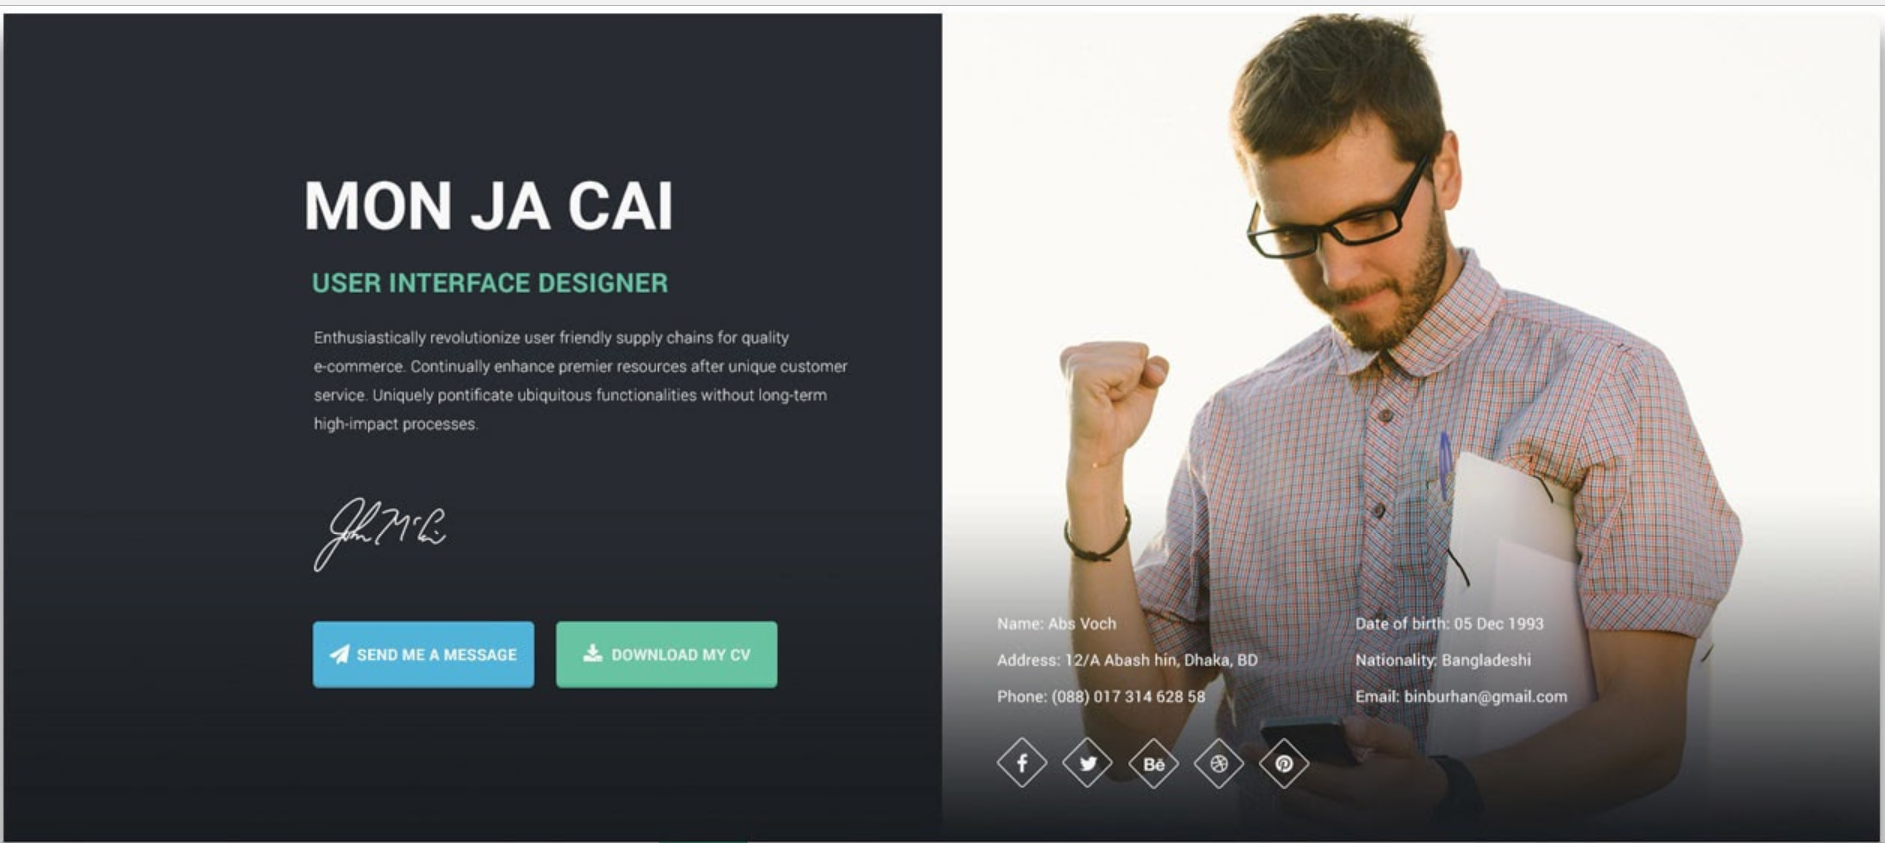 MON JA CAI
USER INTERFACE DESIGNER
Enthusiastically revolutionize user friendly supply chains for quality
e-commerce. Continually enhance premier resources after unique customer
service. Uniquely pontificate ubiquitous functionalities without long-term
high-impact processes.
SEND ME A MESSAGE
DOWNLOAD MY CV
Name: Abs Voch
Address: 12/A Abash hin, Dhaka, BD
Phone: (088) 017 314 628 58
Date of birth: 05 Dec 1993
Nationality: Bangladeshi
Email: binburhan@gmail.com
Bē